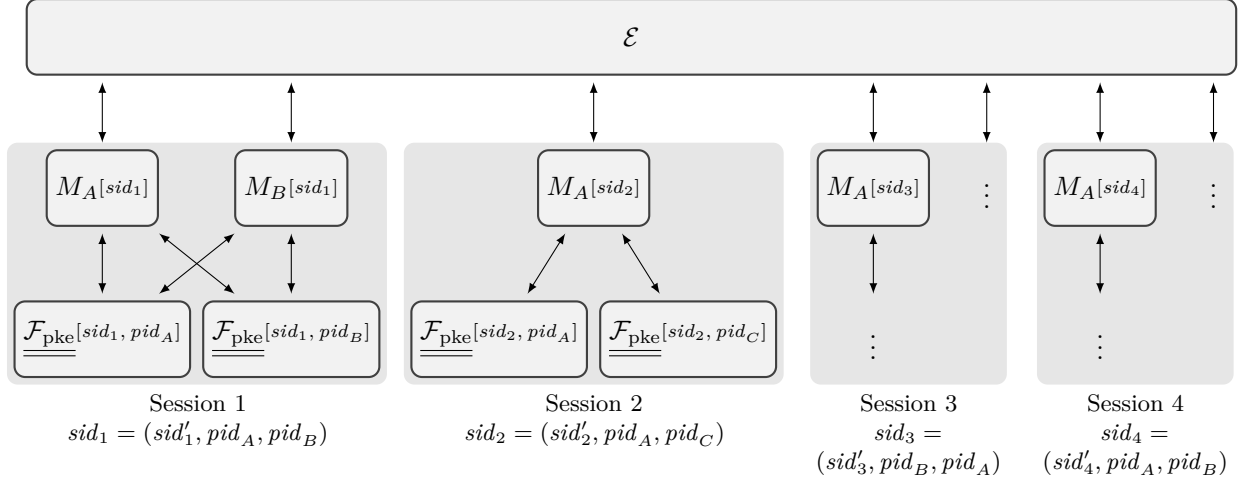 ℰ
M_A[sid_1] M_B[sid_1] M_A[sid_2] M_A[sid_3] ⋮ M_A[sid_4] ⋮
ℱ_pke[sid_1, pid_A] ℱ_pke[sid_1, pid_B] ℱ_pke[sid_2, pid_A] ℱ_pke[sid_2, pid_C] ⋮ ⋮
Session 1
sid_1 = (sid′_1, pid_A, pid_B)
Session 2
sid_2 = (sid′_2, pid_A, pid_C)
Session 3
sid_3 =
(sid′_3, pid_B, pid_A)
Session 4
sid_4 =
(sid′_4, pid_A, pid_B)